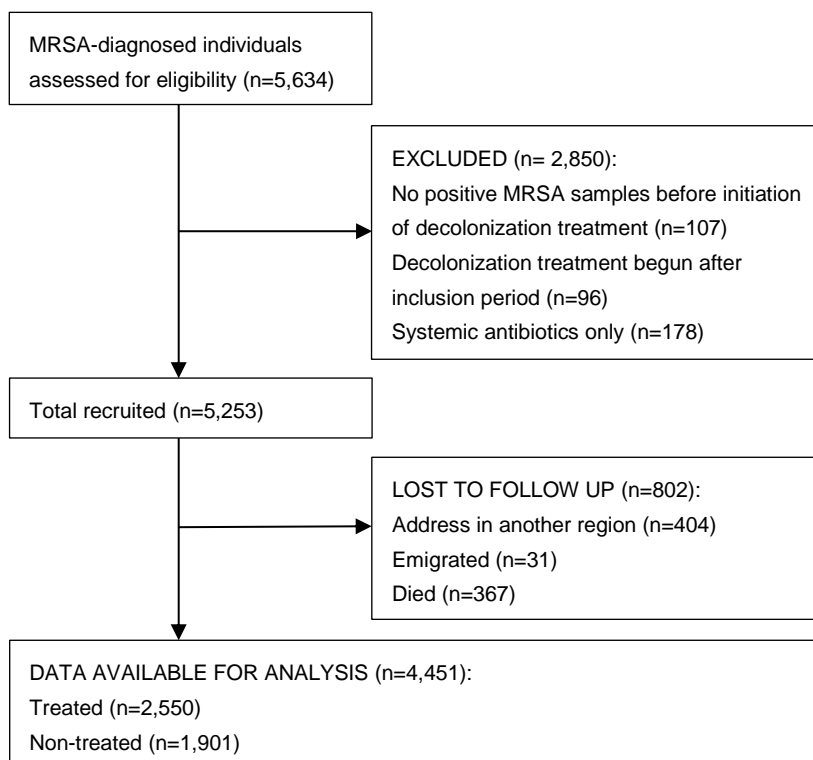 MRSA-diagnosed individuals
assessed for eligibility (n=5,634)
EXCLUDED (n= 2,850):
No positive MRSA samples before initiation
of decolonization treatment (n=107)
Decolonization treatment begun after
inclusion period (n=96)
Systemic antibiotics only (n=178)
Total recruited (n=5,253)
LOST TO FOLLOW UP (n=802):
Address in another region (n=404)
Emigrated (n=31)
Died (n=367)
DATA AVAILABLE FOR ANALYSIS (n=4,451):
Treated (n=2,550)
Non-treated (n=1,901)